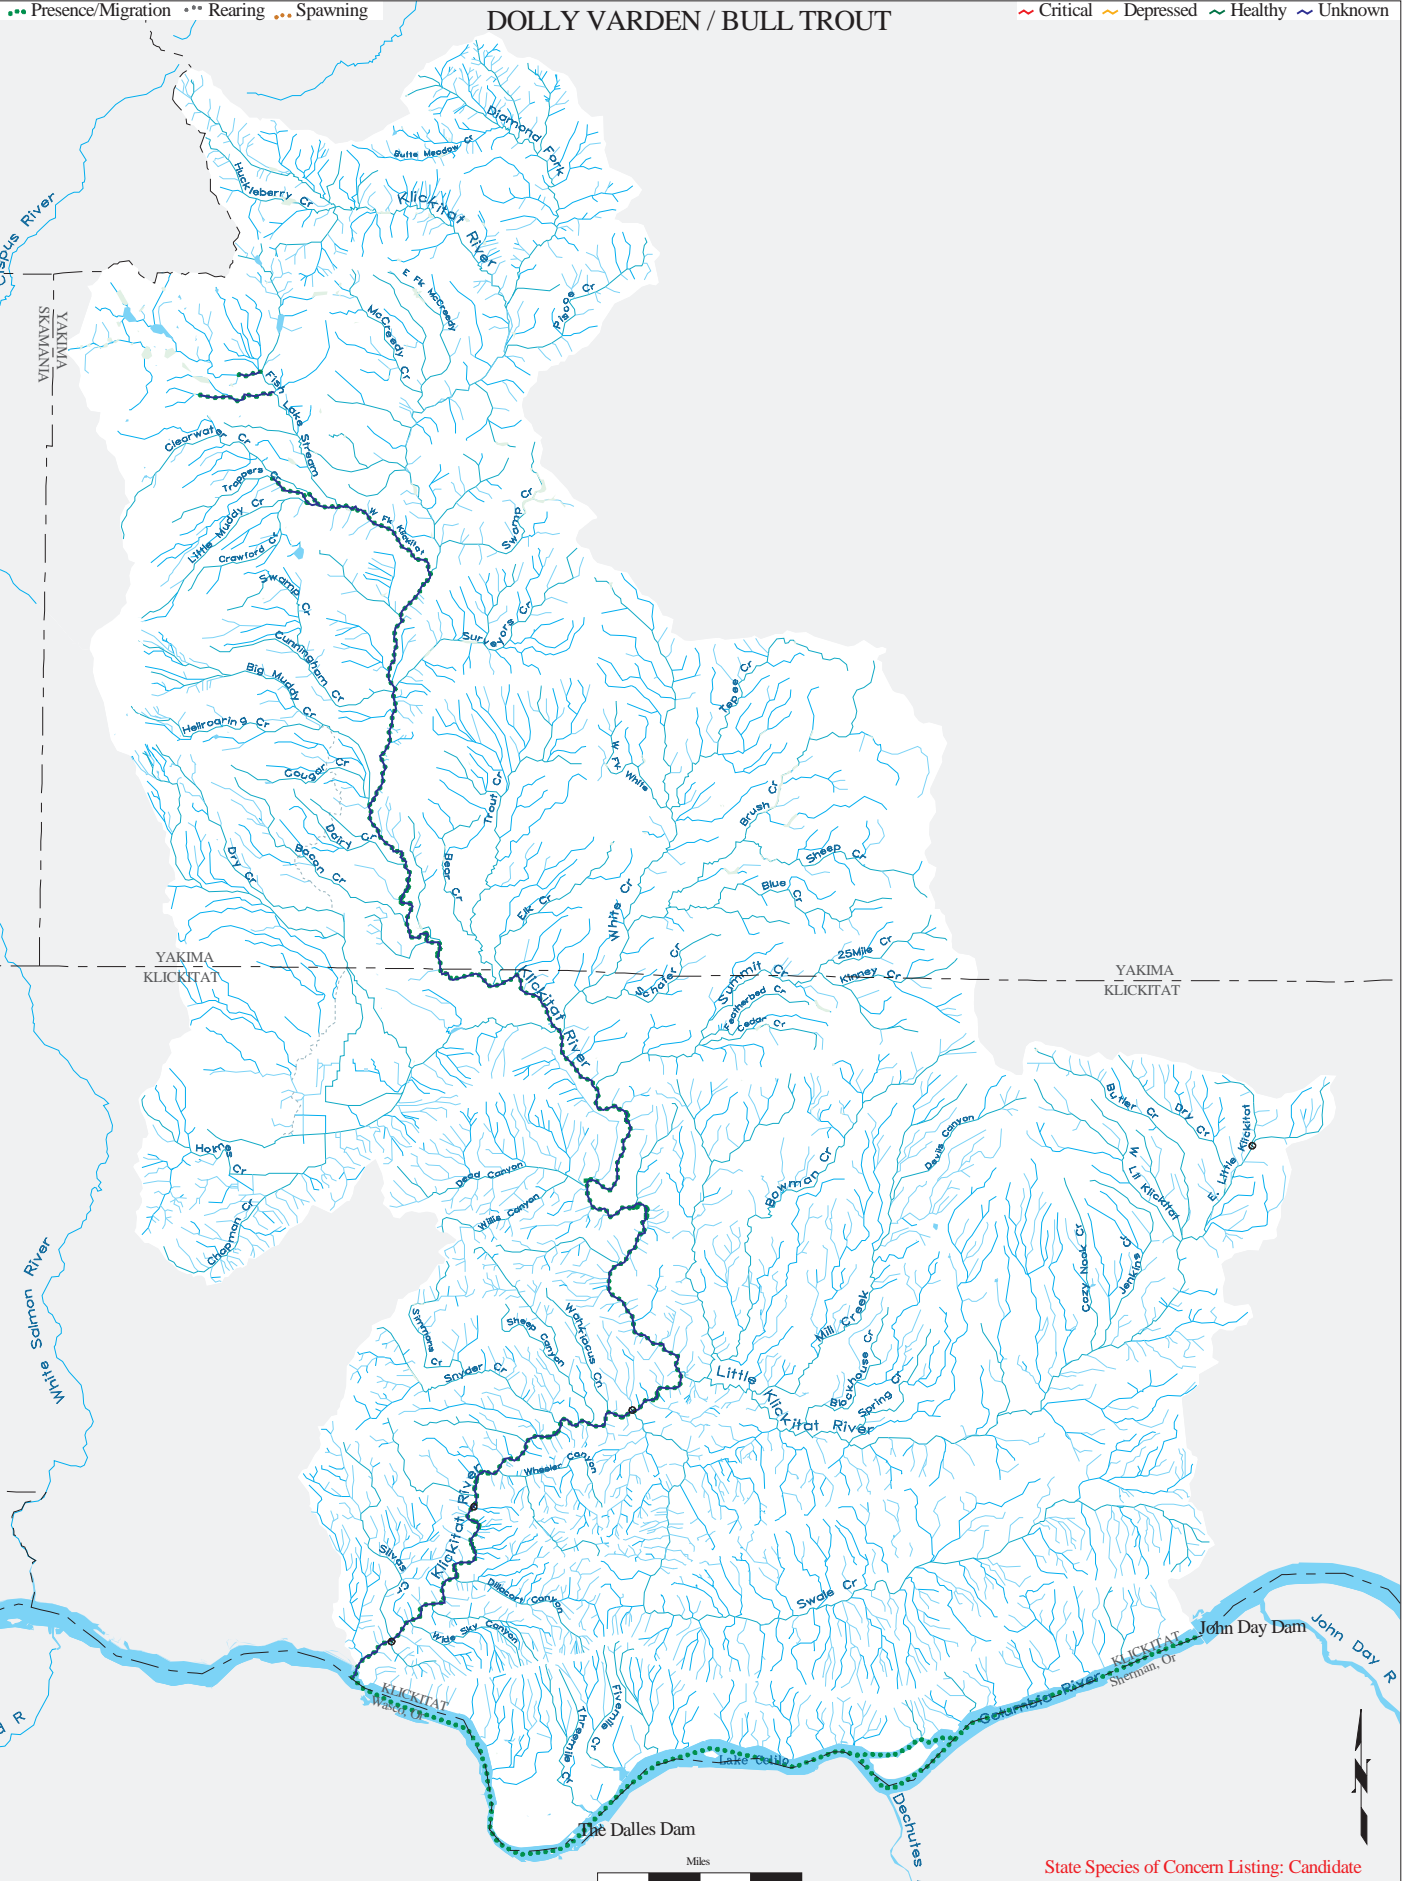 Presence/Migration Rearing Spawning
DOLLY VARDEN / BULL TROUT
Critical Depressed Healthy Unknown
Diamond Fork
Butte Meadow Cr
Huckleberry Cr
Klickitat River
spus River
E Fk McCreedy
McCreedy Cr
Piscoe Cr
YAKIMA
SKAMANIA
Fish Lake Stream
Clearwater Cr
Trappers Cr
Little Muddy Cr
Crawford Cr
W Fk Klickitat
Swamp Cr
Swamp Cr
Surveyors Cr
Cunningham Cr
Big Muddy Cr
Hellroaring Cr
Tepee Cr
W Fk White
Cougar Cr
Trout Cr
Brush Cr
Dairy Cr
Bacon Cr
Dry Cr
Bear Cr
Sheep Cr
Blue Cr
Elk Cr
White Cr
25Mile Cr
YAKIMA
KLICKITAT
Schafer Cr
Summit Cr
Kinney Cr
YAKIMA
KLICKITAT
Featherbed Cr
Cedar Cr
Klickitat River
Butler Cr
Dry Cr
E. Little Klickitat
W Lil Klickitat
Devils Canyon
Holmes Cr
Dead Canyon
Bowman Cr
Willis Canyon
Chapman Cr
Cozy Nook Cr
Jenkins Cr
White Salmon River
Simmons Cr
Sheep Canyon
Wahkiacus Cn
Mill Creek
Snyder Cr
Blockhouse Cr
Spring Cr
Little Klickitat River
Wheeler Canyon
Klickitat River
Silvas Cr
Dillacort Canyon
Swale Cr
Wide Sky Canyon
John Day Dam
John Day R
KLICKITAT
Sherman, Or
KLICKITAT
Wasco, Or
Columbia River
Fivemile Cr
Threemile Cr
Lake Celilo
R
Dechutes
The Dalles Dam
Miles
N
State Species of Concern Listing: Candidate